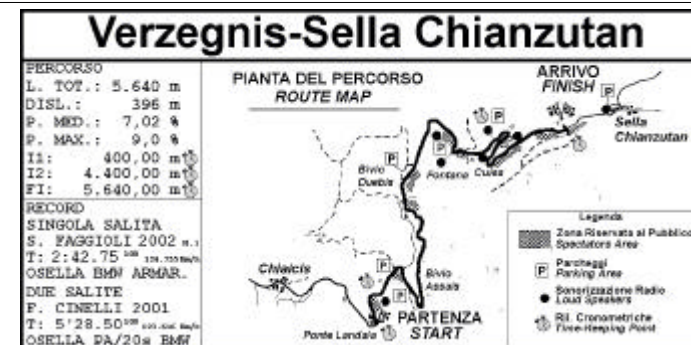 Verzegnis-Sella Chianzutan
PERCORSO
L. TOT.: 5.640 m
DISL.: 396 m
P. MED.: 7,02 %
P. MAX.: 9,0 %
I1: 400,00 m
I2: 4.400,00 m
FI: 5.640,00 m
RECORD
SINGOLA SALITA
S. FAGGIOLI 2002
T: 2:42.75
OSELLA BMW ARMAR.
DUE SALITE
F. CINELLI 2001
T: 5'28.50
OSELLA PA/20s BMW
PIANTA DEL PERCORSO
ROUTE MAP
ARRIVO
FINISH
P
Sella
Chianzutan
P
P
Bivio
Duebis
Fontana
Cuies
Chiaicis
P
Bivio
Assais
P
PARTENZA
START
Ponte Landaia
Legenda
Zona Riservata al Pubblico
Spectators Area
P
Parcheggi
Parking Area
Sonorizzazione Radio
Loud Speakers
Ril. Cronometriche
Time-Keeping Point